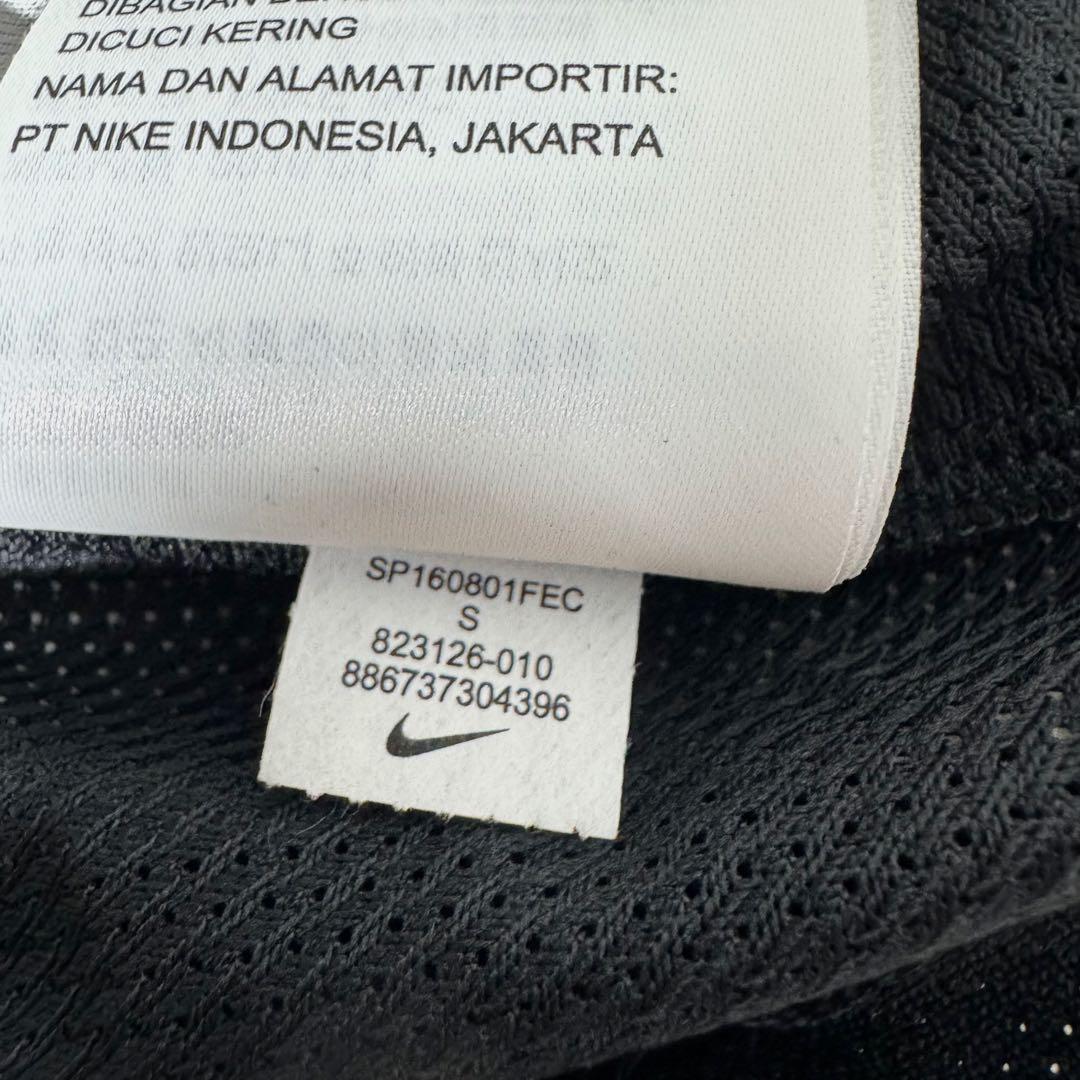 DICUCI KERING
NAMA DAN ALAMAT IMPORTIR:
PT NIKE INDONESIA, JAKARTA
SP160801FEC
S
823126-010
886737304396